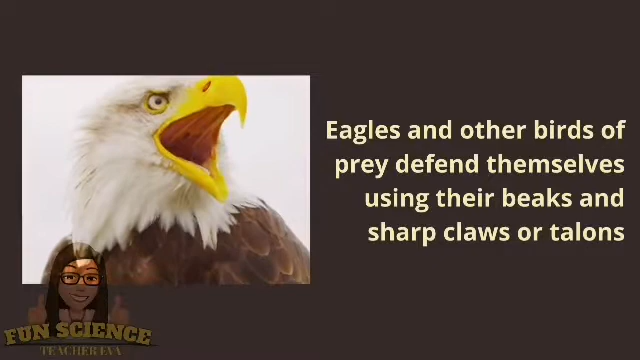 Eagles and other birds of
prey defend themselves
using their beaks and
sharp claws or talons
FUN SCIENCE
TEACHER EVA